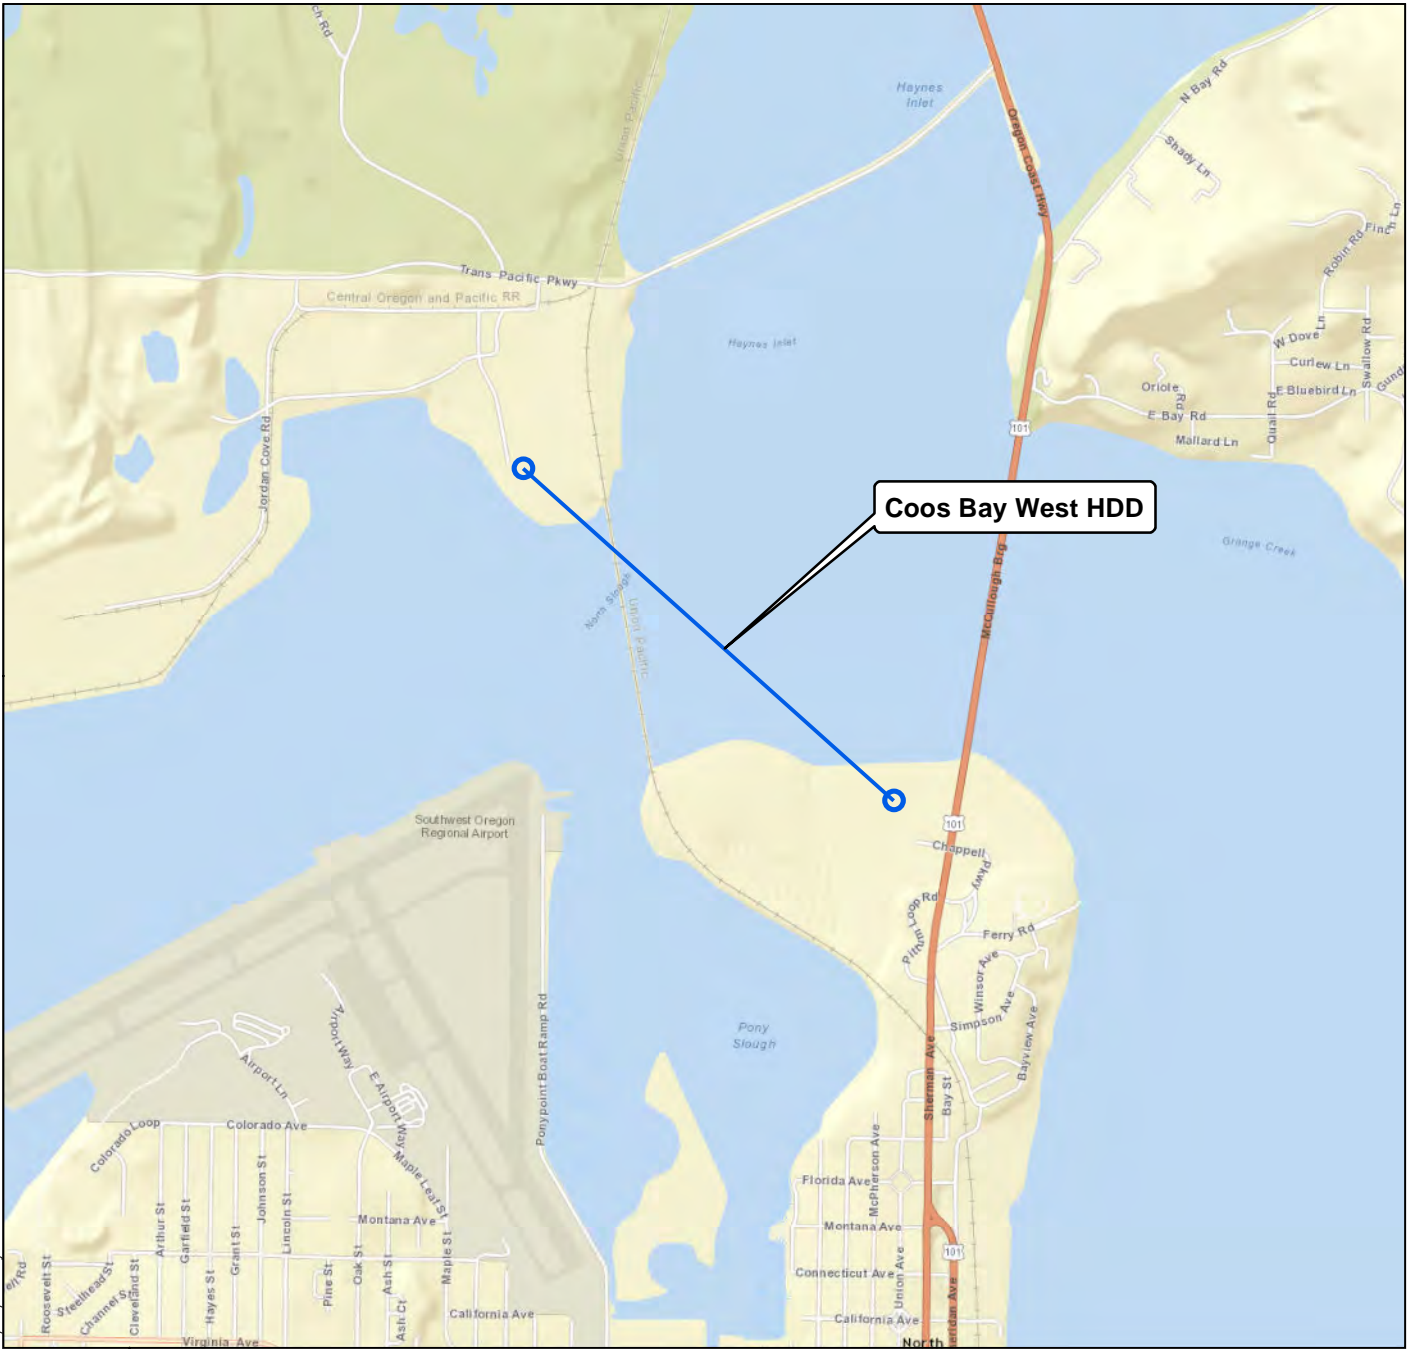 ch Rd
Union Pacific
Haynes
Inlet
Oregon Coast Hwy
N Bay Rd
Shady Ln
Robin Rd
Finch Ln
Trans Pacific Pkwy
Central Oregon and Pacific RR
Haynes Inlet
W Dove Ln
Curlew Ln
Swallow Rd
Oriole Rd
E Bluebird Ln
Gund
E Bay Rd
Quail Rd
Mallard Ln
101
Jordan Cove Rd
Coos Bay West HDD
Grange Creek
McCullough Brg
North Slough
Union Pacific
Southwest Oregon
Regional Airport
101
Chappell Pkwy
Ferry Rd
Winsor Ave
Simpson Ave
Bayview Ave
Pony
Slough
Ponypoint Boat Ramp Rd
Airport Way
Airport Ln
E Airport Way
Sherman Ave
Bay St
Colorado Loop
Colorado Ave
Maple Leaf St
McPherson Ave
Florida Ave
Arthur St
Garfield St
Johnson St
Lincoln St
Montana Ave
Montana Ave
101
Roosevelt St
Steelhead St
Channel St
Cleveland St
Hayes St
Grant St
Pine St
Oak St
Ash St
Ash Ct
Maple St
Connecticut Ave
Union Ave
California Ave
California Ave
Virginia Ave
North
eridan Ave